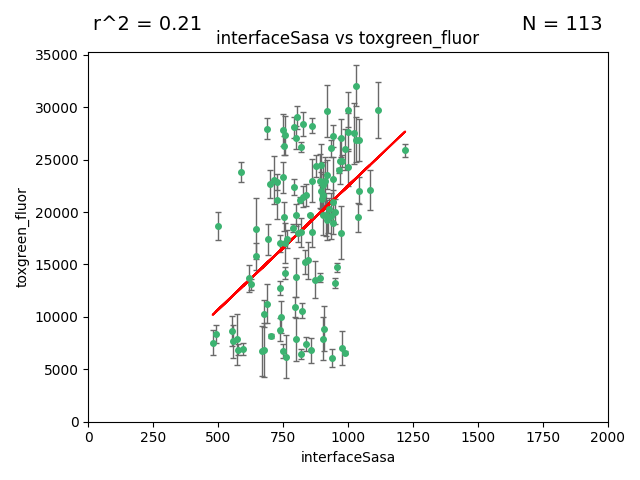 r^2 = 0.21 N = 113
interfaceSasa vs toxgreen_fluor
35000
30000
25000
20000
15000
10000
5000
0
toxgreen_fluor
0 250 500 750 1000 1250 1500 1750 2000
interfaceSasa